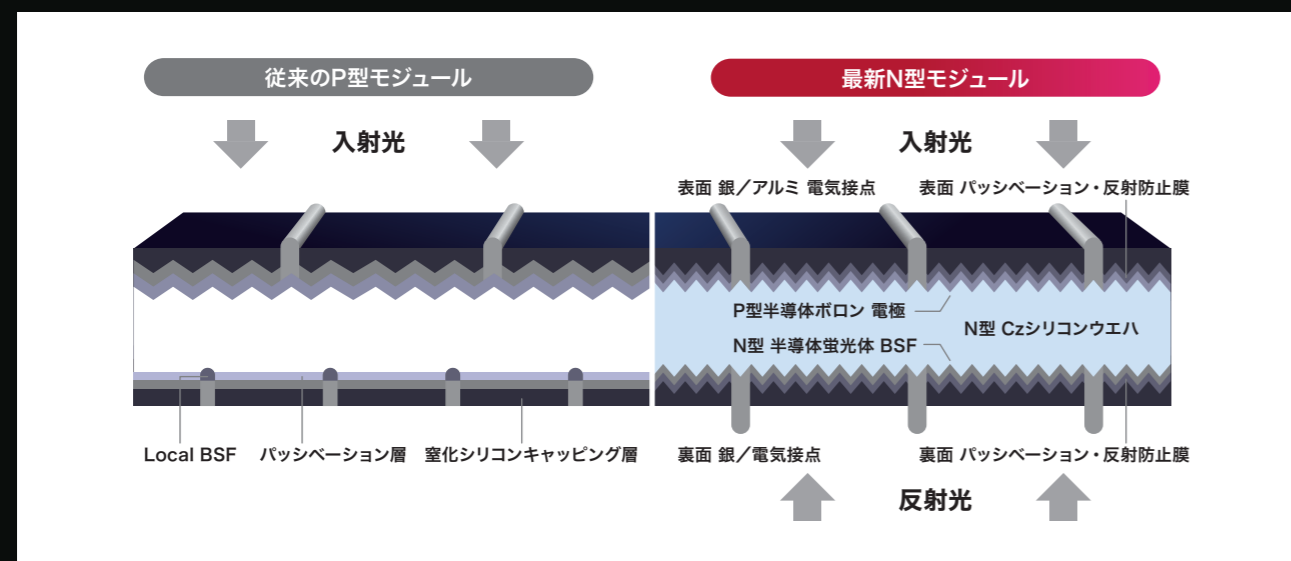 従来のP型モジュール
入射光
Local BSF
パッシベーション層
窒化シリコンキャッピング層
最新N型モジュール
入射光
表面 銀／アルミ 電気接点
表面 パッシベーション・反射防止膜
P型半導体ボロン 電極
N型 Czシリコンウエハ
N型 半導体蛍光体 BSF
裏面 銀／電気接点
裏面 パッシベーション・反射防止膜
反射光